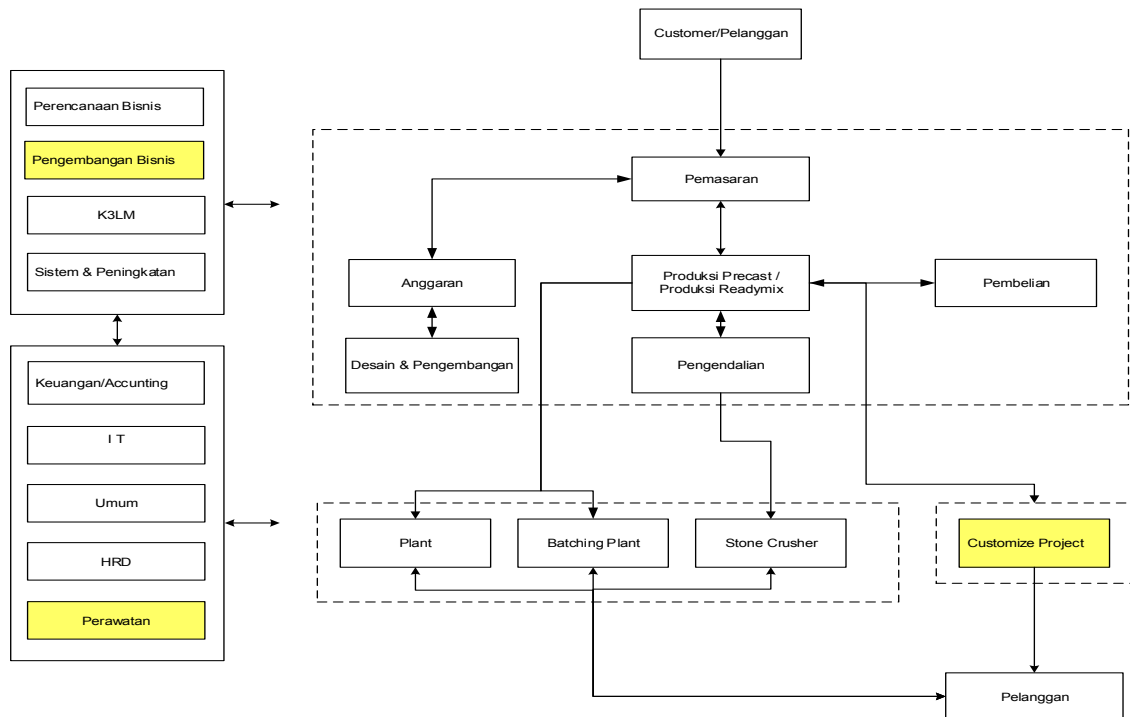 Customer/Pelanggan
Perencanaan Bisnis
Pengembangan Bisnis
K3LM
Sistem & Peningkatan
Pemasaran
Anggaran
Produksi Precast /
Produksi Readymix
Pembelian
Desain & Pengembangan
Pengendalian
Keuangan/Accunting
I T
Umum
HRD
Perawatan
Plant
Batching Plant
Stone Crusher
Customize Project
Pelanggan